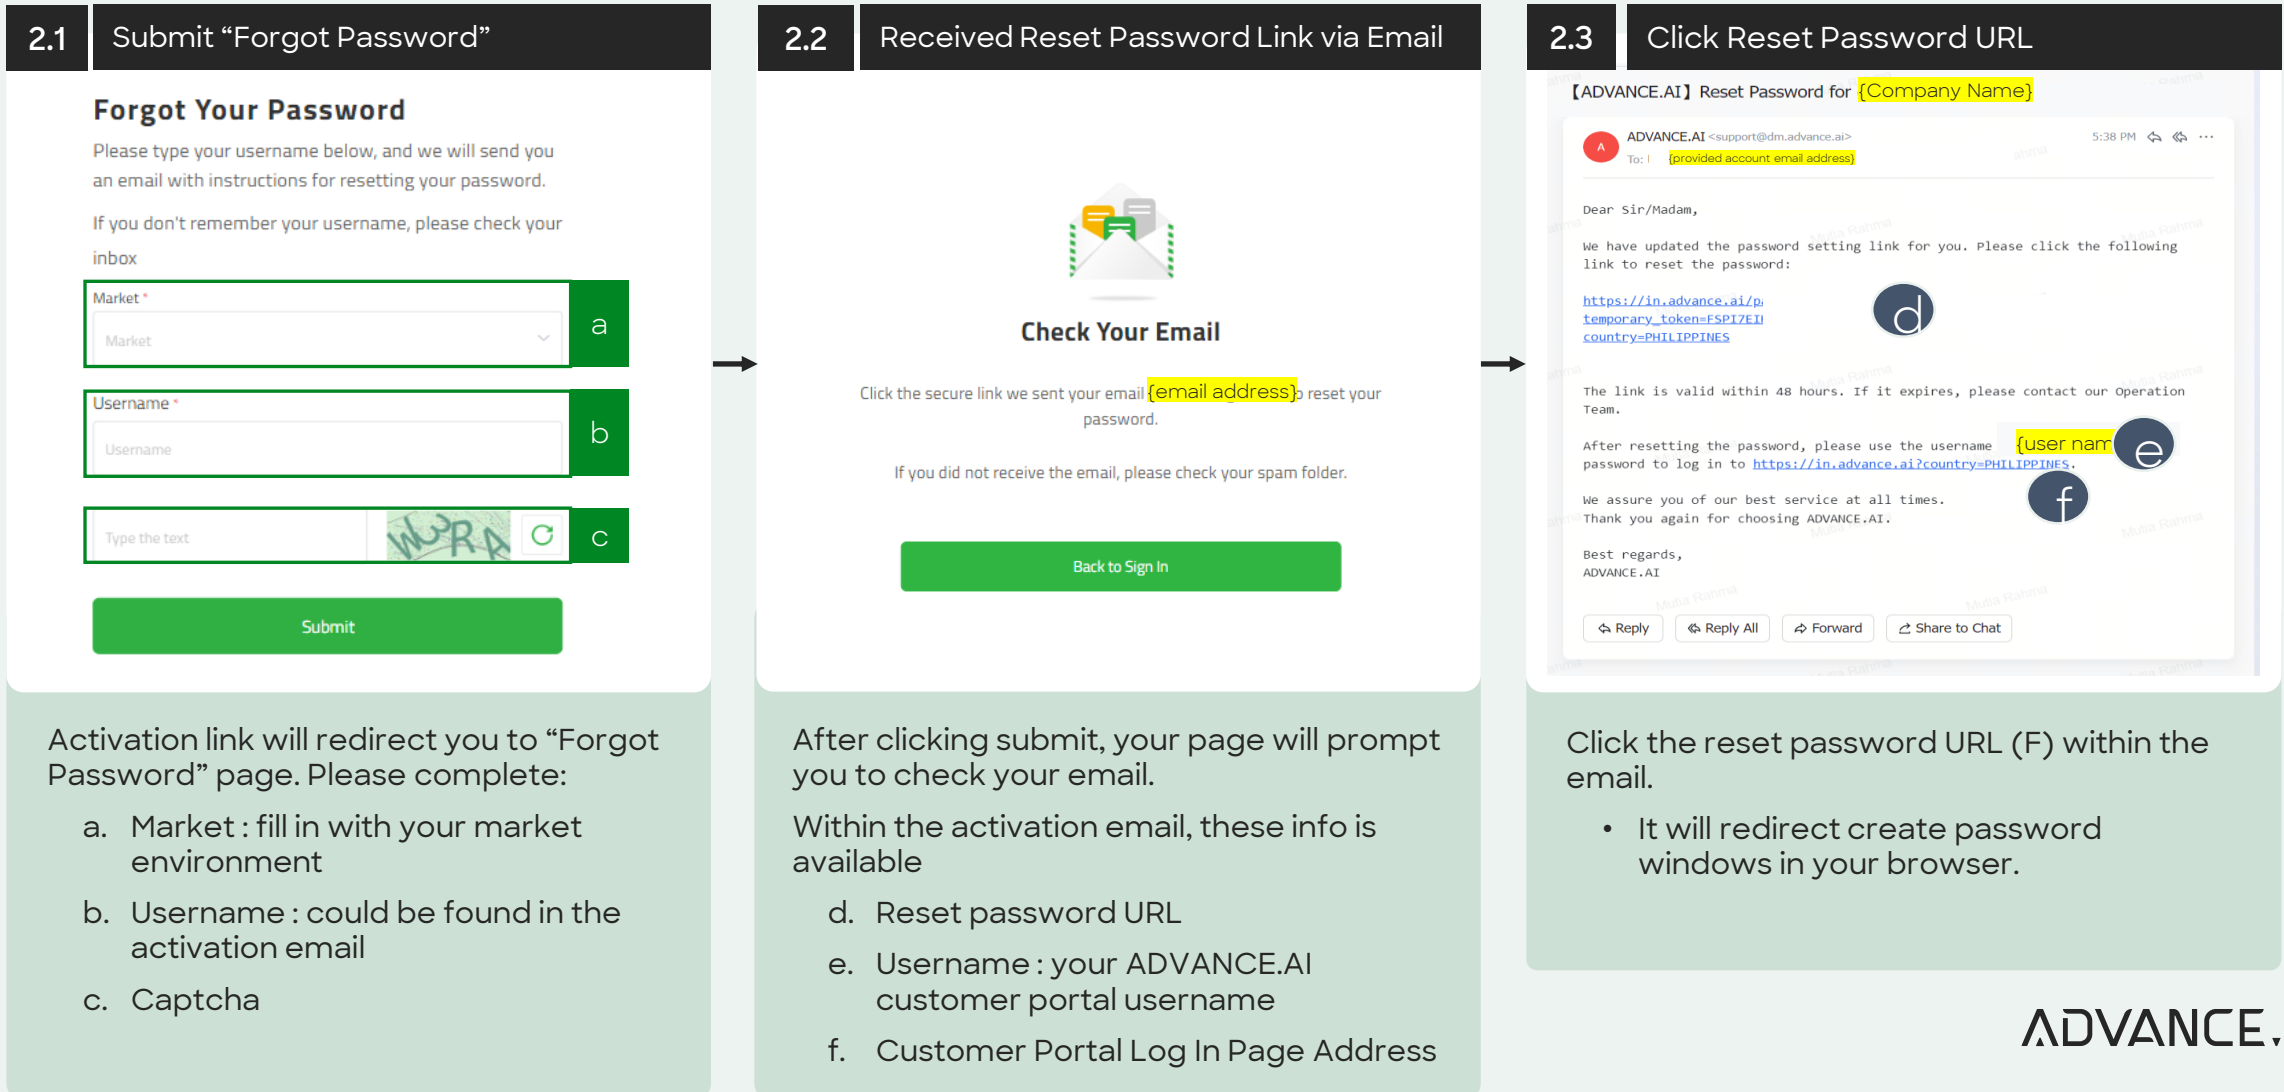 2.1
Submit “Forgot Password”
Forgot Your Password
Please type your username below, and we will send you
an email with instructions for resetting your password.
If you don't remember your username, please check your
inbox
Market *
Market
a
Username *
Username
b
Type the text
WURA
c
Submit
Activation link will redirect you to “Forgot
Password” page. Please complete:
a. Market : fill in with your market
environment
b. Username : could be found in the
activation email
c. Captcha
2.2
Received Reset Password Link via Email
Check Your Email
Click the secure link we sent your email {email address} reset your
password.
If you did not receive the email, please check your spam folder.
Back to Sign In
After clicking submit, your page will prompt
you to check your email.
Within the activation email, these info is
available
d. Reset password URL
e. Username : your ADVANCE.AI
customer portal username
f. Customer Portal Log In Page Address
2.3
Click Reset Password URL
【ADVANCE.AI】Reset Password for {Company Name}
A
ADVANCE.AI <support@dm.advance.ai>
5:38 PM
To: {provided account email address}
Dear Sir/Madam,
We have updated the password setting link for you. Please click the following
link to reset the password:
https://in.advance.ai/p
temporary_token=FSPI7EI
country=PHILIPPINES
d
The link is valid within 48 hours. If it expires, please contact our Operation
Team.
After resetting the password, please use the username {user nam
e
password to log in to https://in.advance.ai?country=PHILIPPINES.
f
We assure you of our best service at all times.
Thank you again for choosing ADVANCE.AI.
Best regards,
ADVANCE.AI
Mutia Rahma
Reply
Reply All
Forward
Share to Chat
Click the reset password URL (F) within the
email.
• It will redirect create password
windows in your browser.
ADVANCE.